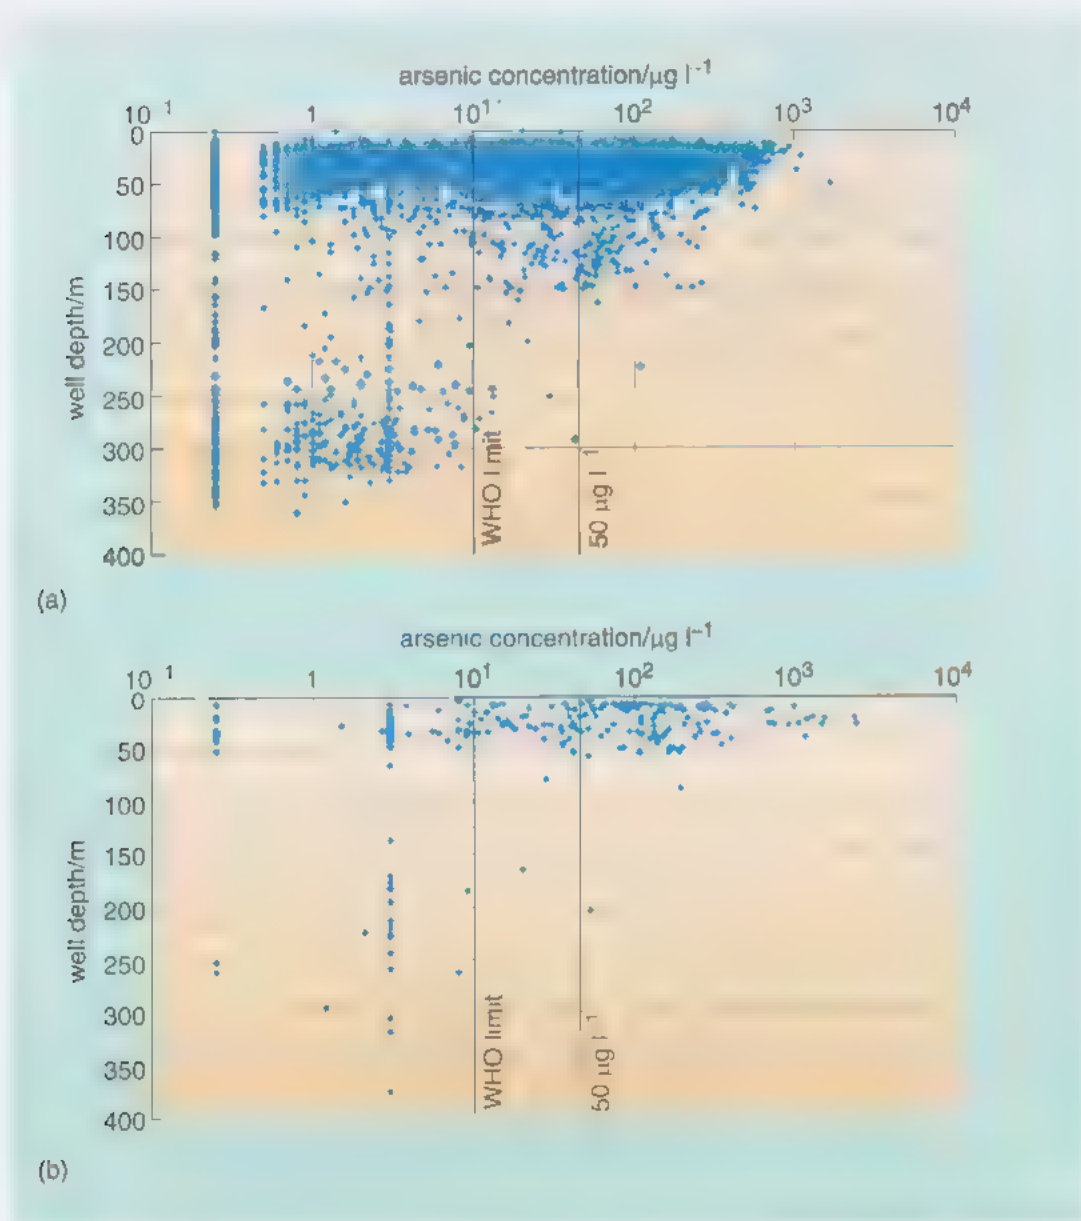 arsenic concentration/µg l⁻¹
10⁻¹ 1 10¹ 10² 10³ 10⁴
0
50
100
150
200
250
300
350
400
well depth/m
WHO limit
50 µg l⁻¹
(a)
arsenic concentration/µg l⁻¹
10⁻¹ 1 10¹ 10² 10³ 10⁴
0
50
100
150
200
250
300
350
400
well depth/m
WHO limit
50 µg l⁻¹
(b)